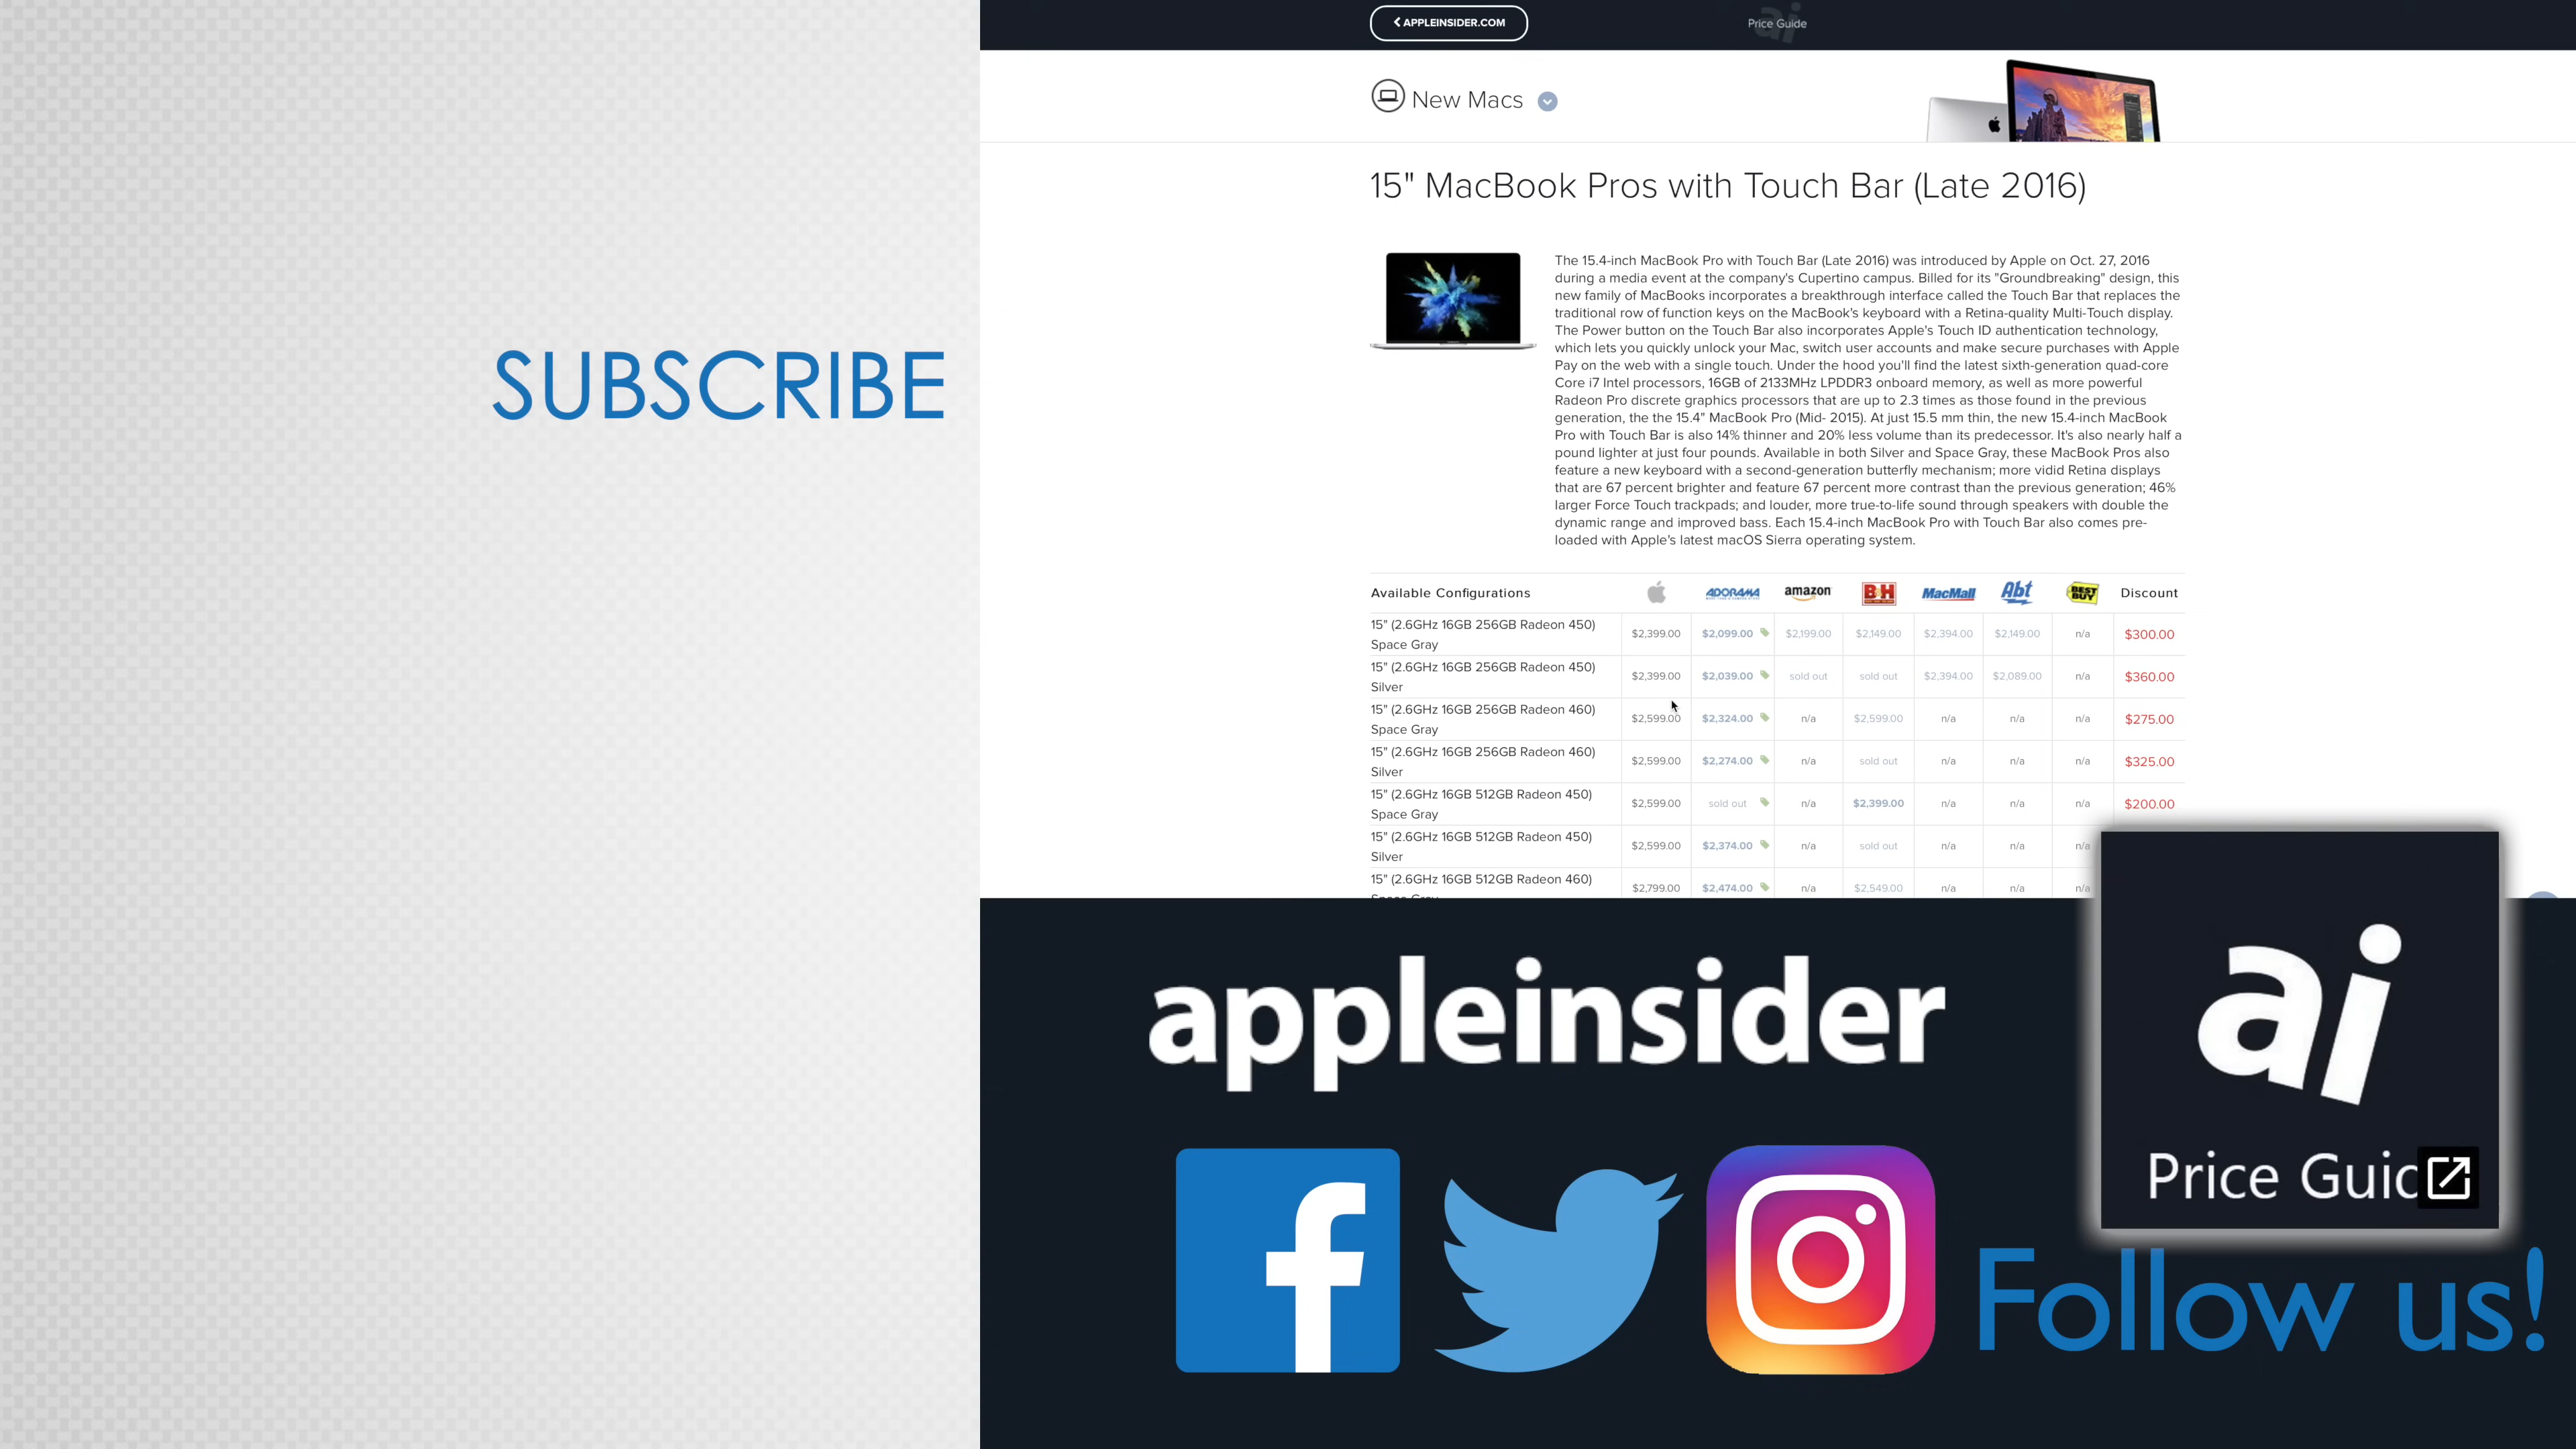 SUBSCRIBE
APPLEINSIDER.COM
Price Guide
New Macs
15" MacBook Pros with Touch Bar (Late 2016)
The 15.4-inch MacBook Pro with Touch Bar (Late 2016) was introduced by Apple on Oct. 27, 2016
during a media event at the company's Cupertino campus. Billed for its "Groundbreaking" design, this
new family of MacBooks incorporates a breakthrough interface called the Touch Bar that replaces the
traditional row of function keys on the MacBook's keyboard with a Retina-quality Multi-Touch display.
The Power button on the Touch Bar also incorporates Apple's Touch ID authentication technology,
which lets you quickly unlock your Mac, switch user accounts and make secure purchases with Apple
Pay on the web with a single touch. Under the hood you'll find the latest sixth-generation quad-core
Core i7 Intel processors, 16GB of 2133MHz LPDDR3 onboard memory, as well as more powerful
Radeon Pro discrete graphics processors that are up to 2.3 times as those found in the previous
generation, the the 15.4" MacBook Pro (Mid- 2015). At just 15.5 mm thin, the new 15.4-inch MacBook
Pro with Touch Bar is also 14% thinner and 20% less volume than its predecessor. It's also nearly half a
pound lighter at just four pounds. Available in both Silver and Space Gray, these MacBook Pros also
feature a new keyboard with a second-generation butterfly mechanism; more vidid Retina displays
that are 67 percent brighter and feature 67 percent more contrast than the previous generation; 46%
larger Force Touch trackpads; and louder, more true-to-life sound through speakers with double the
dynamic range and improved bass. Each 15.4-inch MacBook Pro with Touch Bar also comes pre-
loaded with Apple's latest macOS Sierra operating system.
Available Configurations ADORAMA amazon B&H MacMall Abt BEST BUY Discount
15" (2.6GHz 16GB 256GB Radeon 450) Space Gray $2,399.00 $2,099.00 $2,199.00 $2,149.00 $2,394.00 $2,149.00 n/a $300.00
15" (2.6GHz 16GB 256GB Radeon 450) Silver $2,399.00 $2,039.00 sold out sold out $2,394.00 $2,089.00 n/a $360.00
15" (2.6GHz 16GB 256GB Radeon 460) Space Gray $2,599.00 $2,324.00 n/a $2,599.00 n/a n/a n/a $275.00
15" (2.6GHz 16GB 256GB Radeon 460) Silver $2,599.00 $2,274.00 n/a sold out n/a n/a n/a $325.00
15" (2.6GHz 16GB 512GB Radeon 450) Space Gray $2,599.00 sold out n/a $2,399.00 n/a n/a n/a $200.00
15" (2.6GHz 16GB 512GB Radeon 450) Silver $2,599.00 $2,374.00 n/a sold out n/a n/a n/a
15" (2.6GHz 16GB 512GB Radeon 460) $2,799.00 $2,474.00 n/a $2,549.00 n/a n/a n/a
appleinsider
ai
Price Guid
Follow us!